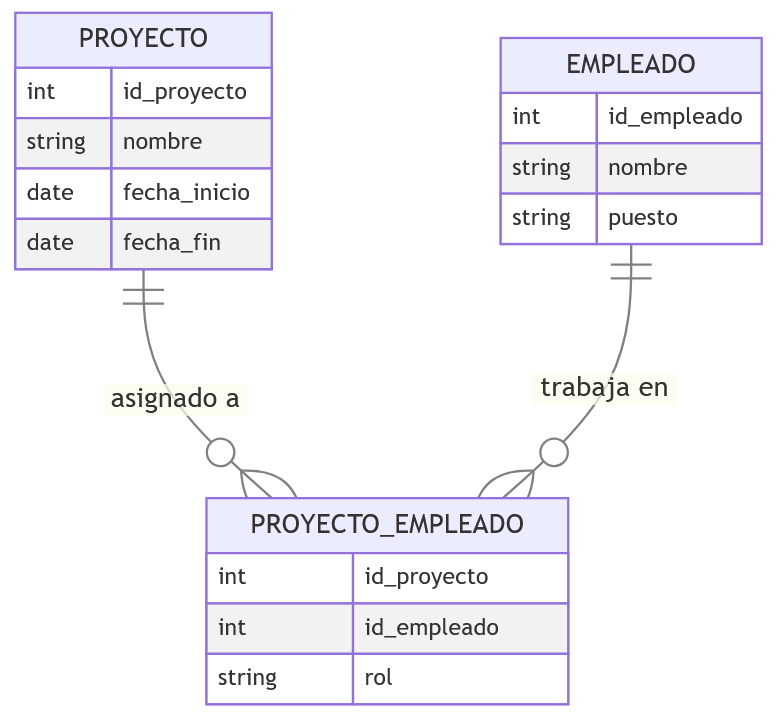 PROYECTO
int id_proyecto
string nombre
date fecha_inicio
date fecha_fin
EMPLEADO
int id_empleado
string nombre
string puesto
asignado a
trabaja en
PROYECTO_EMPLEADO
int id_proyecto
int id_empleado
string rol